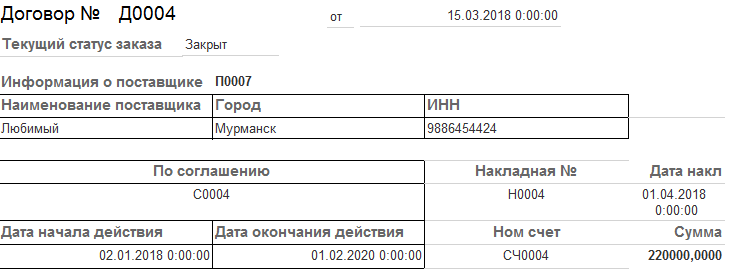 Договор № Д0004 от 15.03.2018 0:00:00
Текущий статус заказа Закрыт
Информация о поставщике П0007
Наименование поставщика Город ИНН
Любимый Мурманск 9886454424
По соглашению Накладная № Дата накл
С0004 Н0004 01.04.2018
0:00:00
Дата начала действия Дата окончания действия Ном счет Сумма
02.01.2018 0:00:00 01.02.2020 0:00:00 СЧ0004 220000,0000